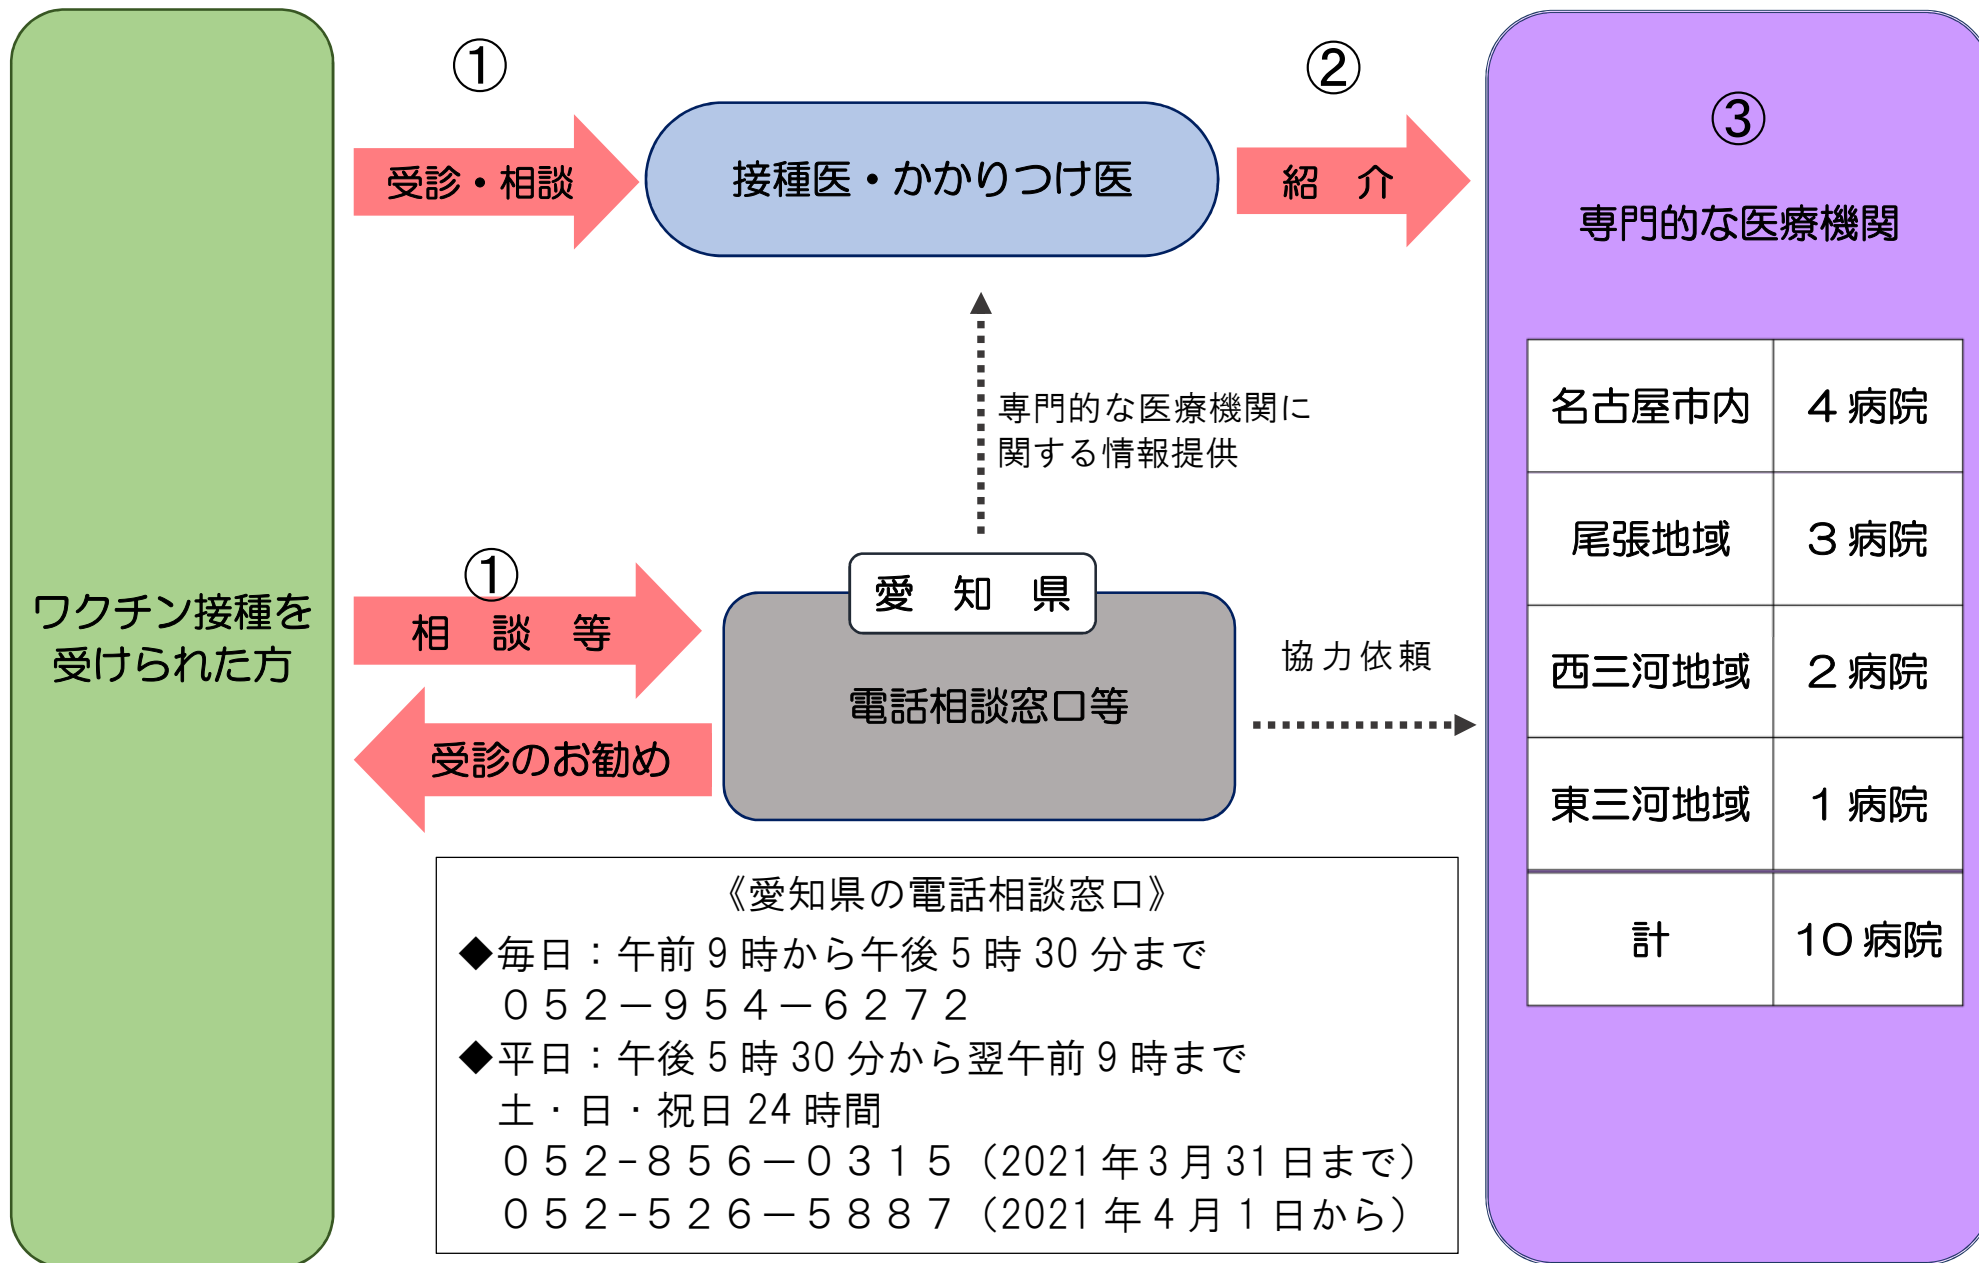 ①
②
③
受診・相談
接種医・かかりつけ医
紹　介
専門的な医療機関
専門的な医療機関に
関する情報提供
ワクチン接種を
受けられた方
①
相　談　等
受診のお勧め
愛　知　県
電話相談窓口等
協力依頼
名古屋市内 4病院
尾張地域 3病院
西三河地域 2病院
東三河地域 1病院
計 10病院
《愛知県の電話相談窓口》
◆毎日：午前9時から午後5時30分まで
０５２－９５４－６２７２
◆平日：午後5時30分から翌午前9時まで
土・日・祝日24時間
０５２-８５６－０３１５（2021年3月31日まで）
０５２-５２６－５８８７（2021年4月1日から）